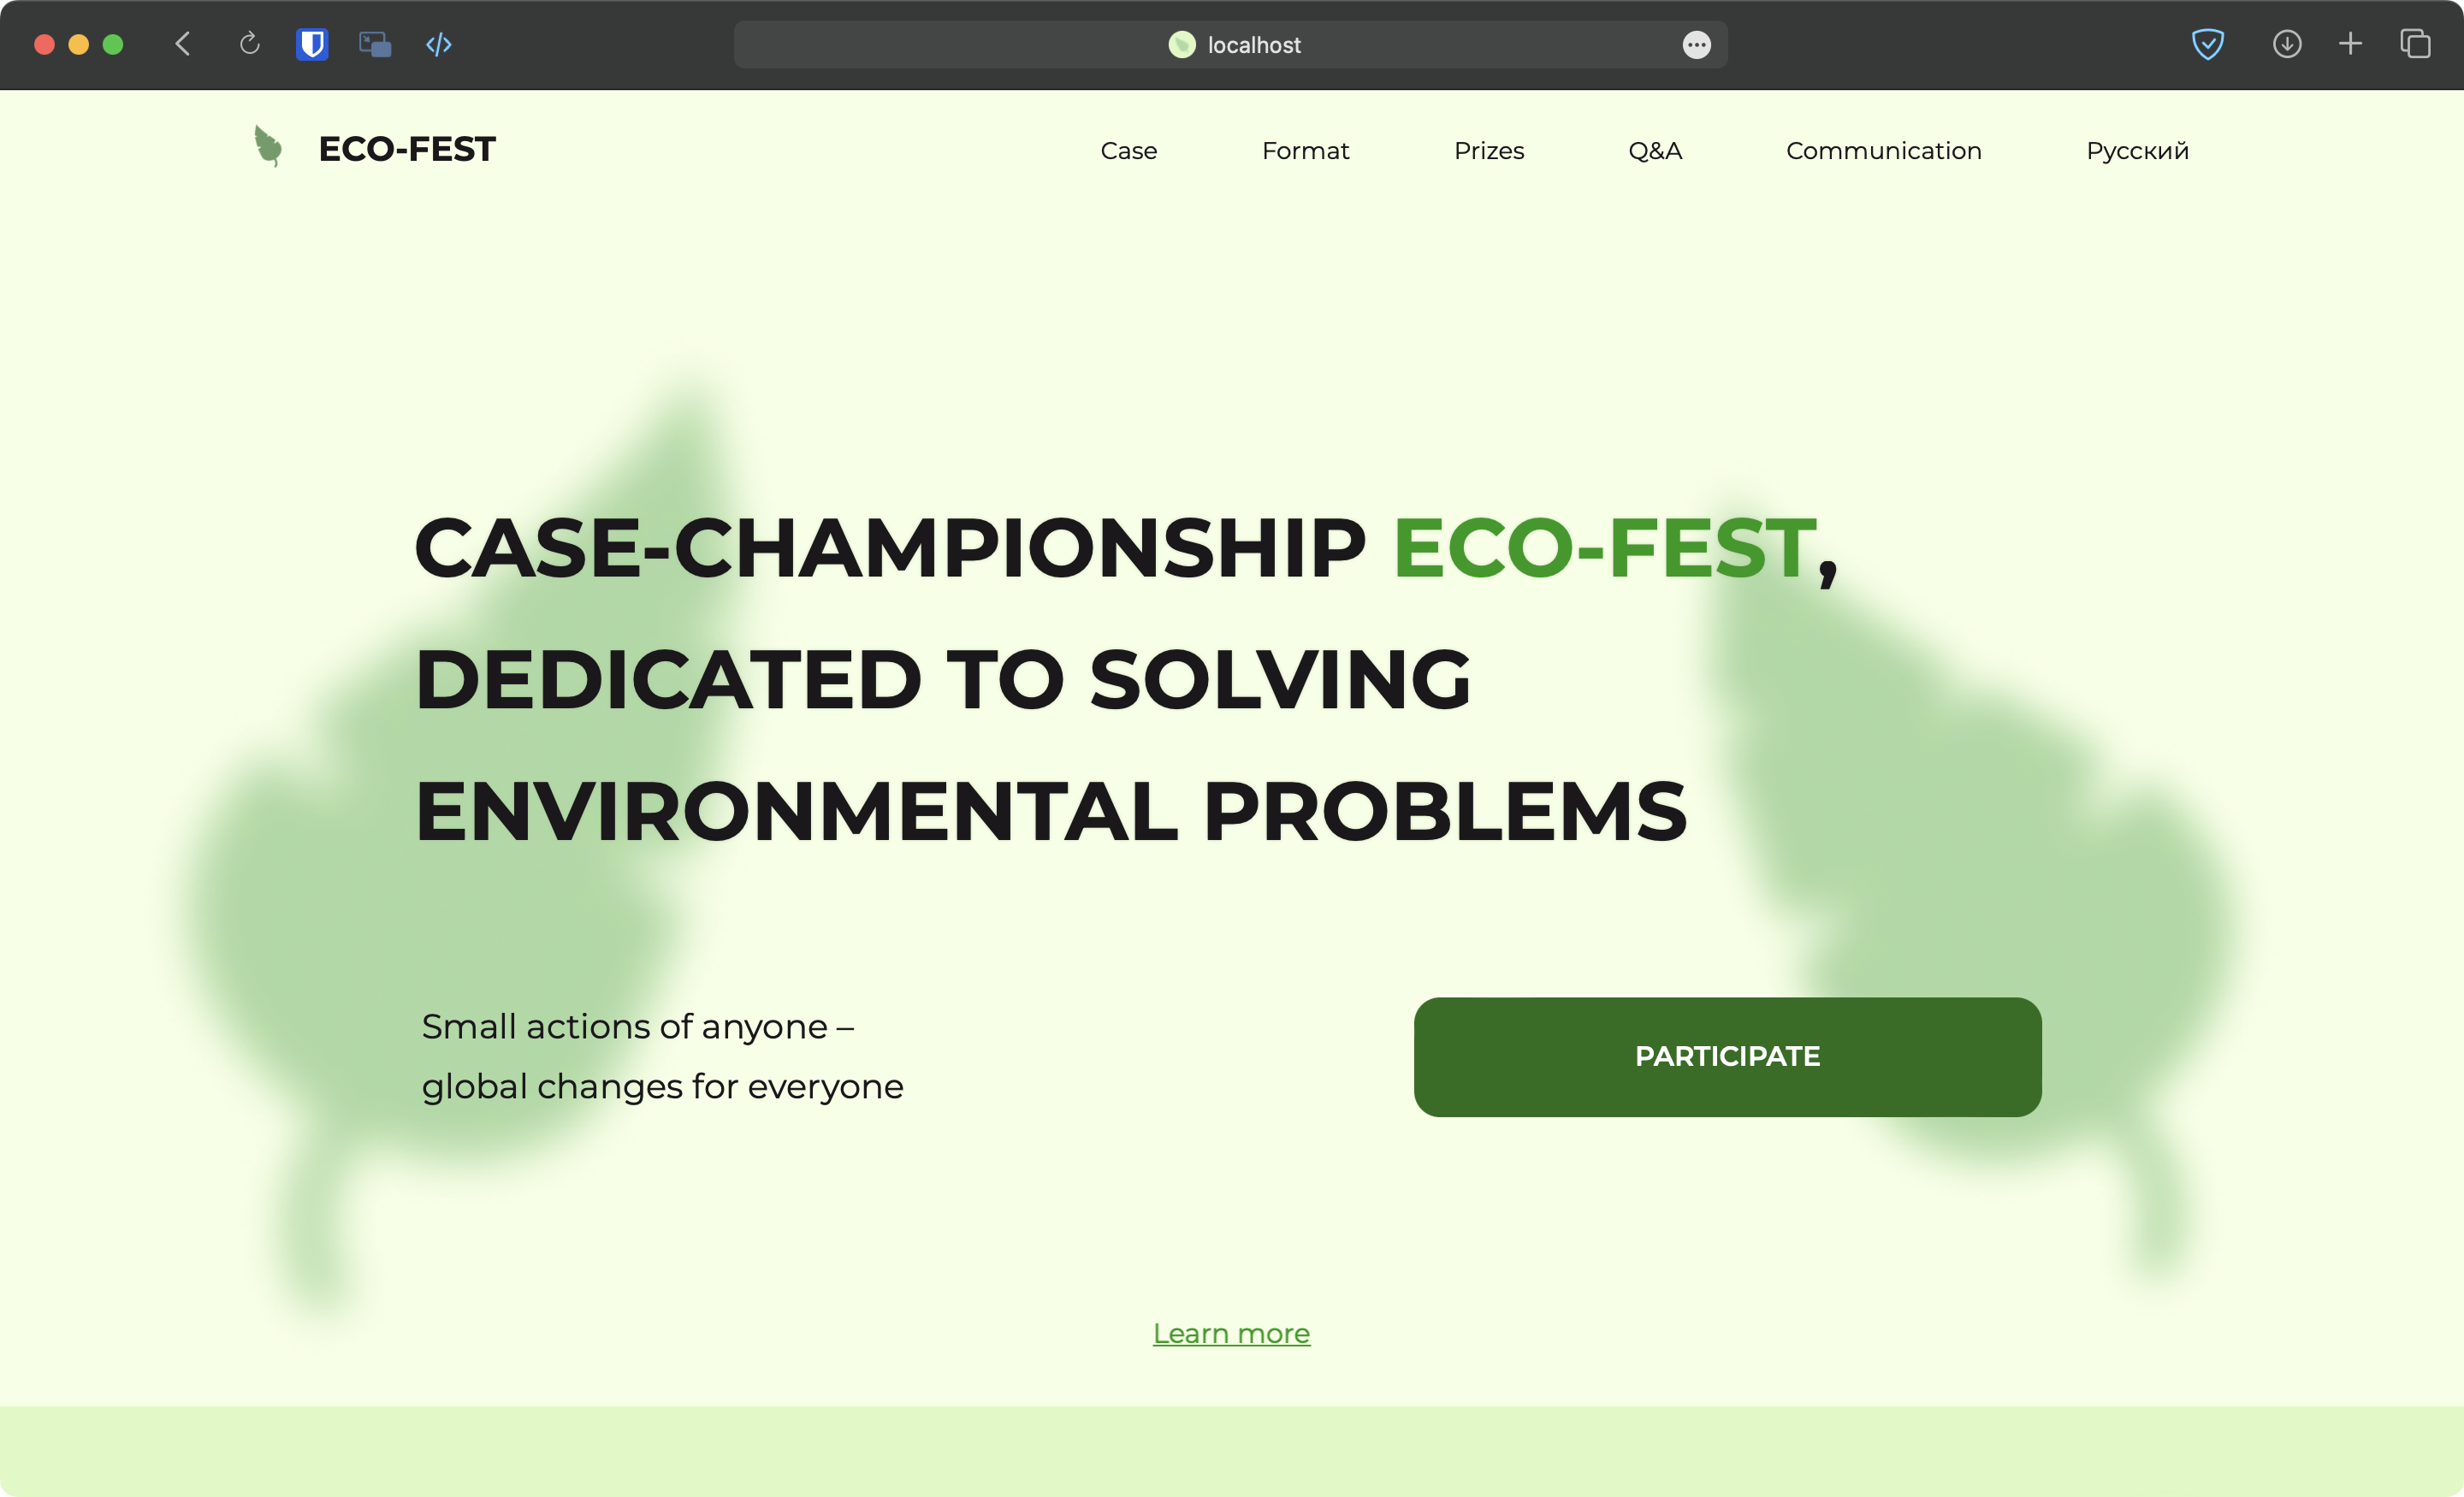 localhost
ECO-FEST
Case Format Prizes Q&A Communication Русский
CASE-CHAMPIONSHIP ECO-FEST,
DEDICATED TO SOLVING
ENVIRONMENTAL PROBLEMS
Small actions of anyone –
global changes for everyone
PARTICIPATE
Learn more